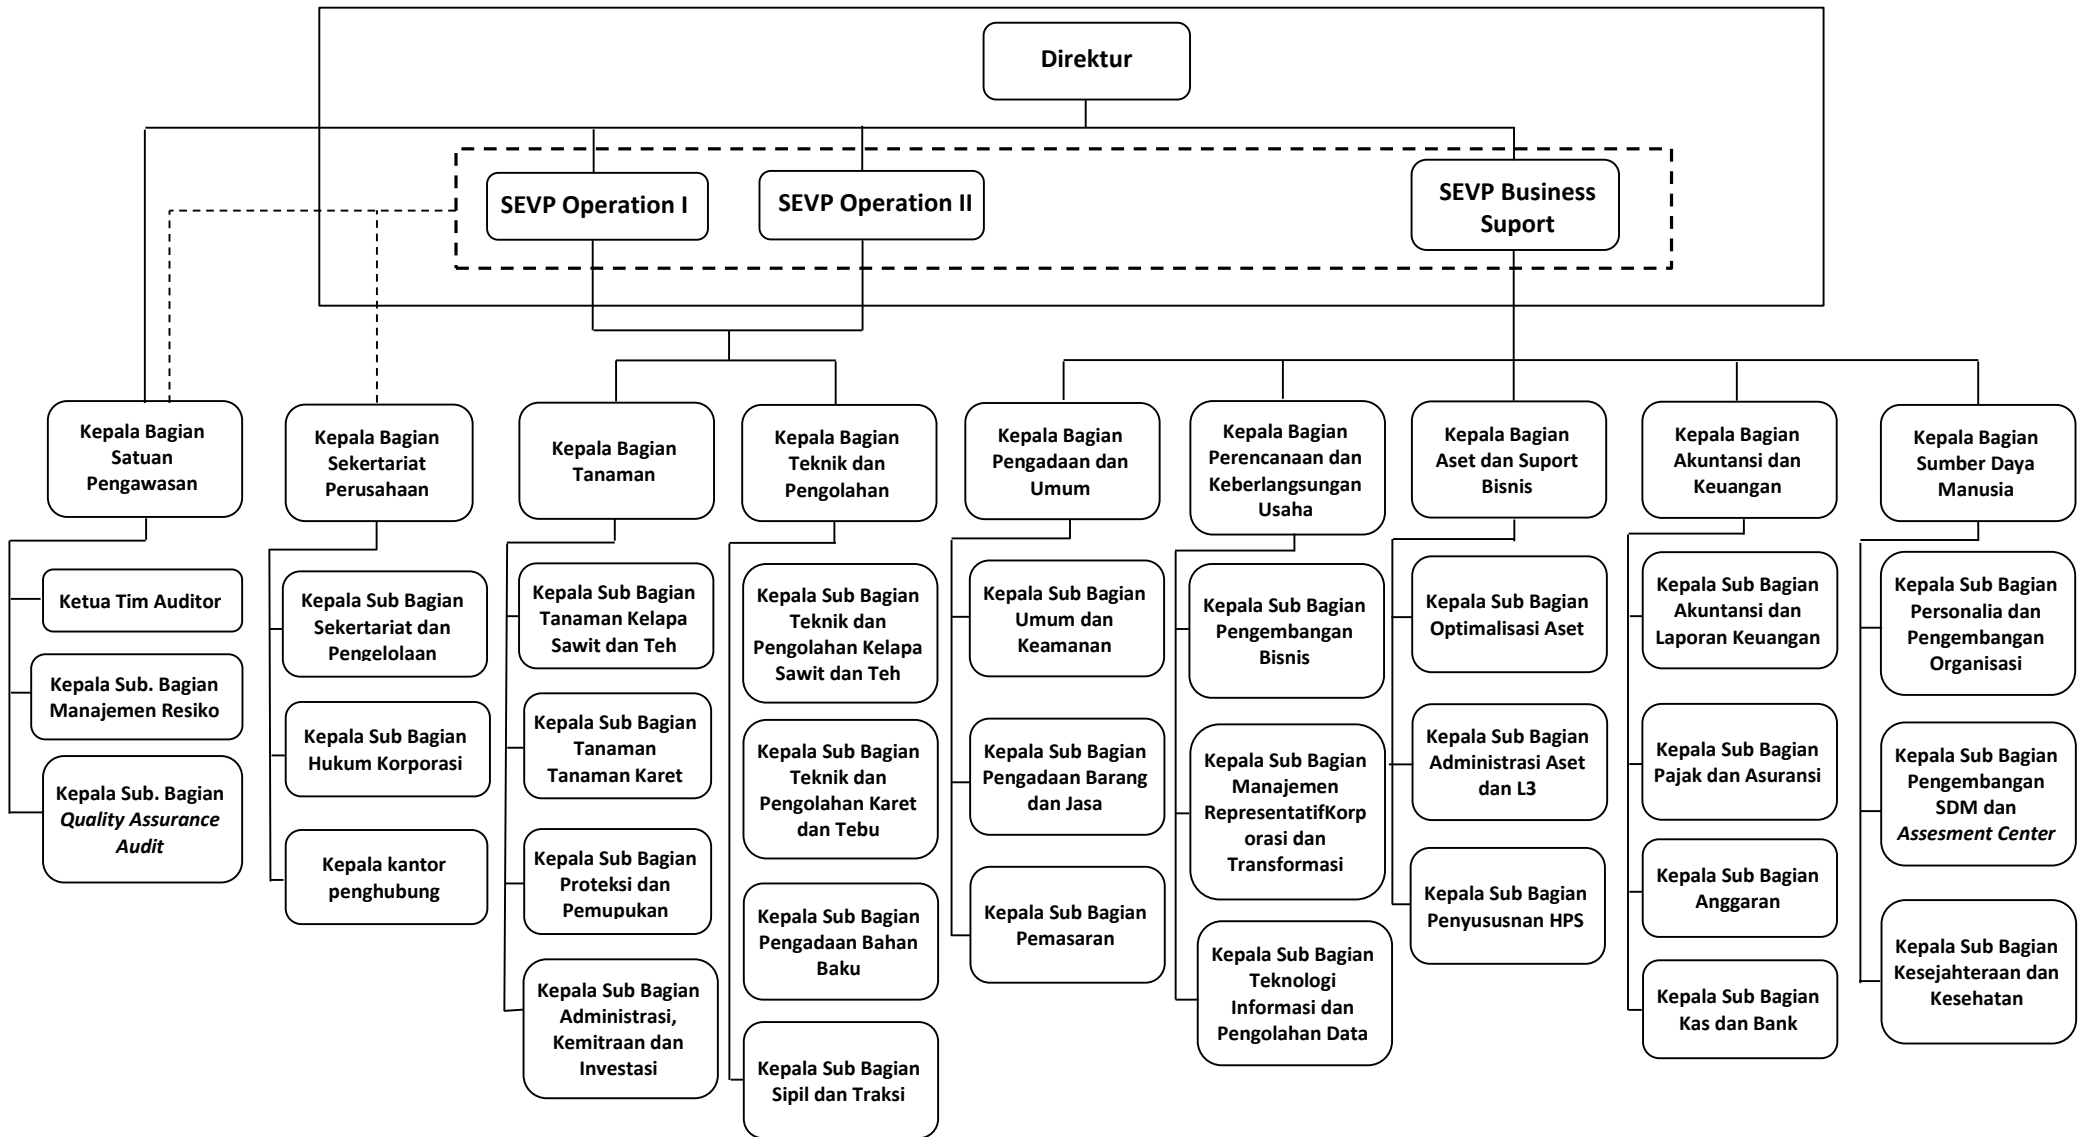 Direktur
SEVP Operation I
SEVP Operation II
SEVP Business
Suport
Kepala Bagian
Satuan
Pengawasan
Kepala Bagian
Sekertariat
Perusahaan
Kepala Bagian
Tanaman
Kepala Bagian
Teknik dan
Pengolahan
Kepala Bagian
Pengadaan dan
Umum
Kepala Bagian
Perencanaan dan
Keberlangsungan
Usaha
Kepala Bagian
Aset dan Suport
Bisnis
Kepala Bagian
Akuntansi dan
Keuangan
Kepala Bagian
Sumber Daya
Manusia
Ketua Tim Auditor
Kepala Sub. Bagian
Manajemen Resiko
Kepala Sub. Bagian
Quality Assurance
Audit
Kepala Sub Bagian
Sekertariat dan
Pengelolaan
Kepala Sub Bagian
Hukum Korporasi
Kepala kantor
penghubung
Kepala Sub Bagian
Tanaman Kelapa
Sawit dan Teh
Kepala Sub Bagian
Tanaman
Tanaman Karet
Kepala Sub Bagian
Proteksi dan
Pemupukan
Kepala Sub Bagian
Administrasi,
Kemitraan dan
Investasi
Kepala Sub Bagian
Teknik dan
Pengolahan Kelapa
Sawit dan Teh
Kepala Sub Bagian
Teknik dan
Pengolahan Karet
dan Tebu
Kepala Sub Bagian
Pengadaan Bahan
Baku
Kepala Sub Bagian
Sipil dan Traksi
Kepala Sub Bagian
Umum dan
Keamanan
Kepala Sub Bagian
Pengadaan Barang
dan Jasa
Kepala Sub Bagian
Pemasaran
Kepala Sub Bagian
Pengembangan
Bisnis
Kepala Sub Bagian
Manajemen
RepresentatifKorp
orasi dan
Transformasi
Kepala Sub Bagian
Teknologi
Informasi dan
Pengolahan Data
Kepala Sub Bagian
Optimalisasi Aset
Kepala Sub Bagian
Administrasi Aset
dan L3
Kepala Sub Bagian
Penyususnan HPS
Kepala Sub Bagian
Akuntansi dan
Laporan Keuangan
Kepala Sub Bagian
Pajak dan Asuransi
Kepala Sub Bagian
Anggaran
Kepala Sub Bagian
Kas dan Bank
Kepala Sub Bagian
Personalia dan
Pengembangan
Organisasi
Kepala Sub Bagian
Pengembangan
SDM dan
Assesment Center
Kepala Sub Bagian
Kesejahteraan dan
Kesehatan